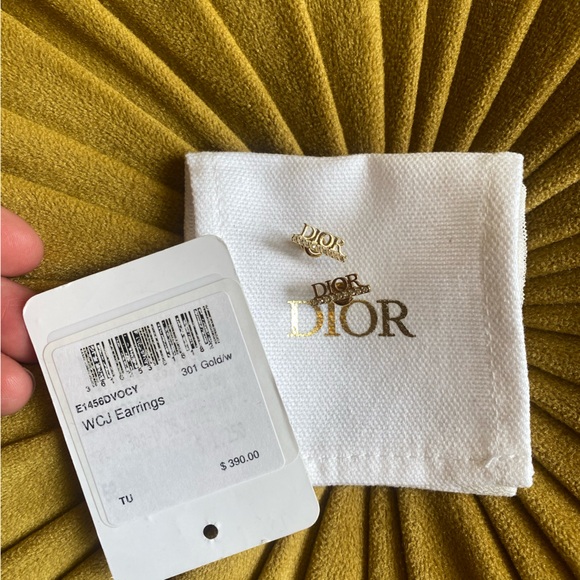 DIOR
DIOR
DIOR
301 Gold/w
E1456DVOCY
WCJ Earrings
$ 390.00
TU